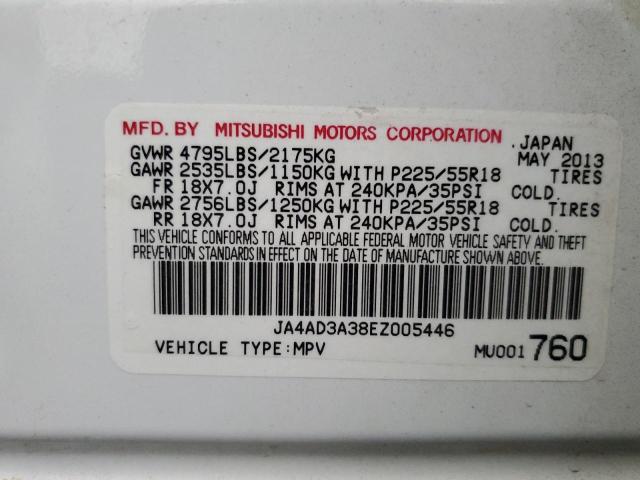 MFD. BY MITSUBISHI MOTORS CORPORATION .JAPAN
GVWR 4795LBS/2175KG MAY 2013
GAWR 2535LBS/1150KG WITH P225/55R18 TIRES
FR 18X7.0J RIMS AT 240KPA/35PSI COLD.
GAWR 2756LBS/1250KG WITH P225/55R18 TIRES
RR 18X7.0J RIMS AT 240KPA/35PSI COLD.
THIS VEHICLE CONFORMS TO ALL APPLICABLE FEDERAL MOTOR VEHICLE SAFETY AND THEFT
PREVENTION STANDARDS IN EFFECT ON THE DATE OF MANUFACTURE SHOWN ABOVE.
JA4AD3A38EZ005446
VEHICLE TYPE:MPV MU001760